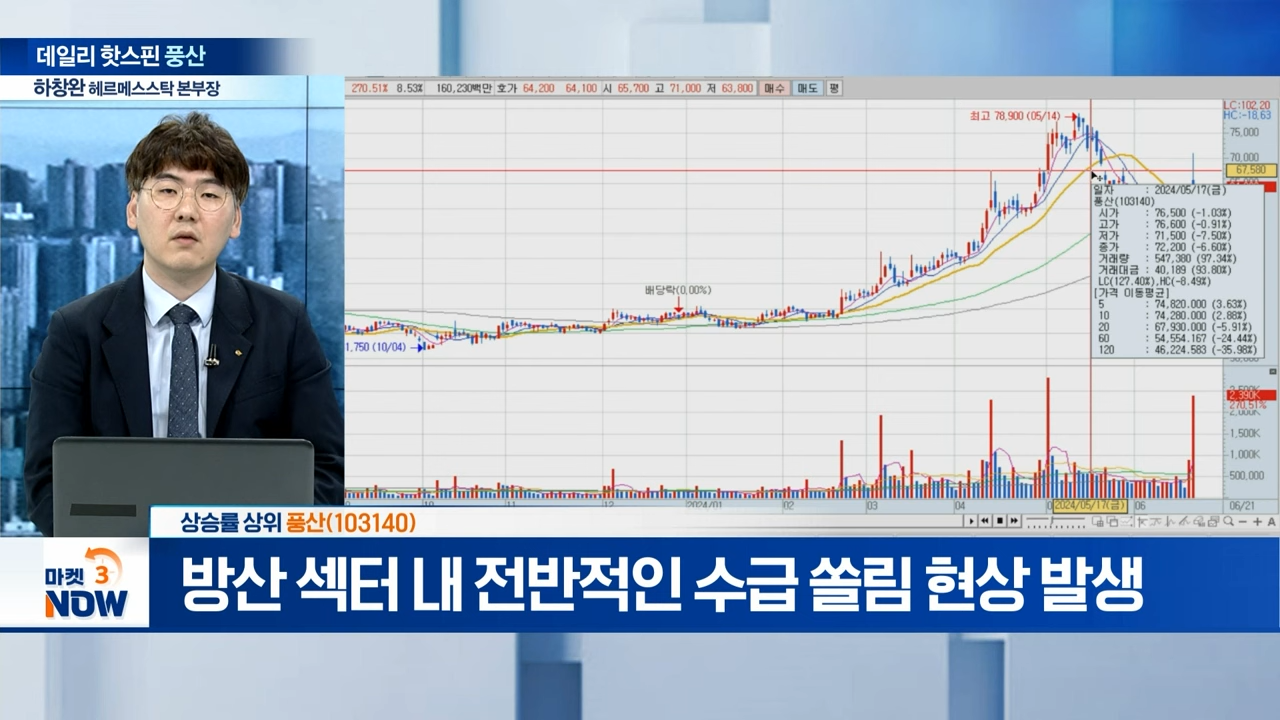 데일리 핫스핀 풍산
하창완 헤르메스스탁 본부장
270.51% 8.53% 160,230백만 호가 64,200 64,100 시 65,700 고 71,000 저 63,800 매수 매도 평
최고 78,900 (05/14)
LC:102.20
HC:-18.63
75,000
70,000
67,580
일자 : 2024/05/17(금)
풍산(103140)
시가 : 76,500 (-1.03%)
고가 : 76,600 (-0.91%)
저가 : 71,500 (-7.50%)
종가 : 72,200 (-6.60%)
거래량 : 547,380 (97.34%)
거래대금 : 40,189 (93.80%)
LC(127.40%),HC(-8.49%)
[가격 이동평균]
5 : 74,820.000 (3.63%)
10 : 74,280.000 (2.88%)
20 : 67,930.000 (-5.91%)
60 : 54,554.167 (-24.44%)
120 : 46,224.583 (-35.98%)
배당락(0.00%)
1,750 (10/04)
2,390K
270.51%
2,000K
1,500K
1,000K
500,000
10 11 12 2024/01 02 03 04 2024/05/17(금) 06 06/21
상승률 상위 풍산(103140)
마켓 3
NOW
방산 섹터 내 전반적인 수급 쏠림 현상 발생